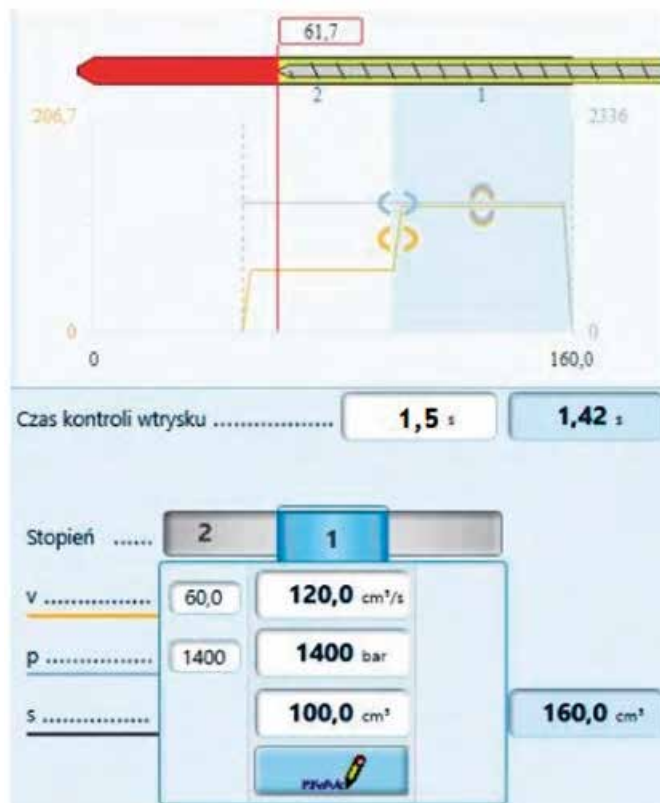 61,7
2 1
206,7 2336
0 0
0 160,0
Czas kontroli wtrysku .................. 1,5 s 1,42 s
Stopień ...... 2 1
v ................ 60,0 120,0 cm³/s
p ................ 1400 1400 bar
s ................ 100,0 cm³ 160,0 cm³